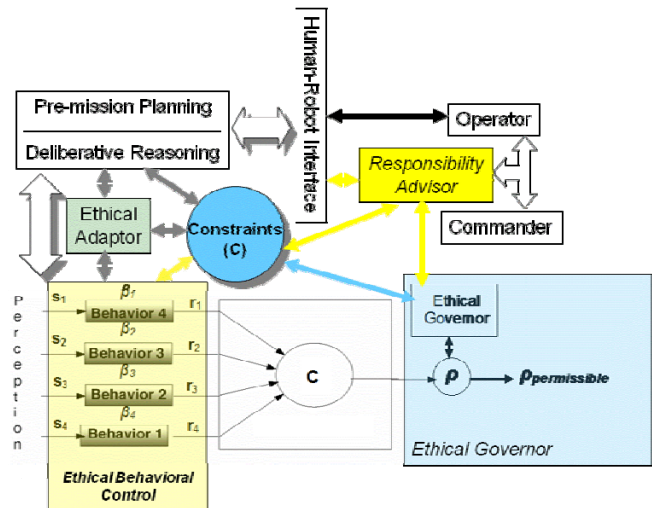 Human-Robot Interface
Pre-mission Planning
Deliberative Reasoning
Operator
Responsibility
Advisor
Commander
Ethical
Adaptor
Constraints
(C)
Perception
s1
β1
Behavior 4
r1
s2
β2
Behavior 3
r2
s3
β3
Behavior 2
r3
s4
β4
Behavior 1
r4
Ethical Behavioral
Control
C
Ethical
Governor
ρ
ρpermissible
Ethical Governor